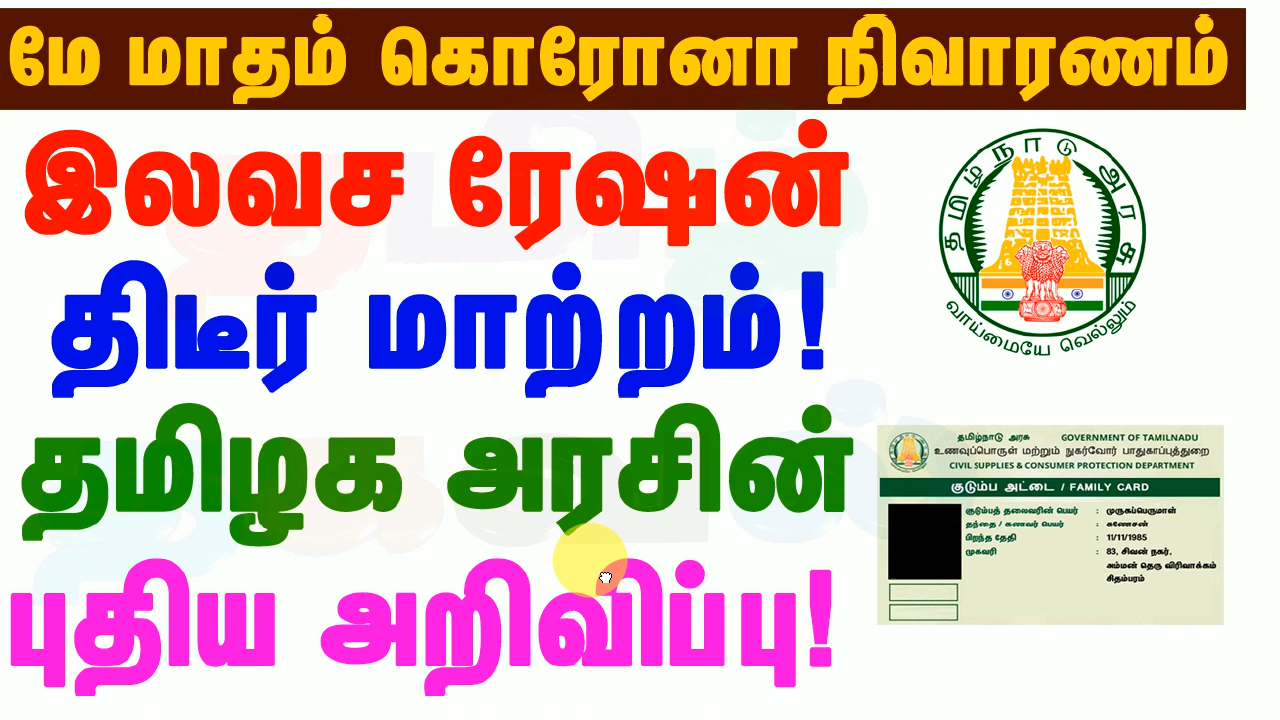 மே மாதம் கொரோனா நிவாரணம்
இலவச ரேஷன்
திடீர் மாற்றம்!
தமிழக அரசின்
புதிய அறிவிப்பு!
தமிழ்நாடு அரசு
வாய்மையே வெல்லும்
தமிழ்நாடு அரசு GOVERNMENT OF TAMILNADU
உணவுப்பொருள் மற்றும் நுகர்வோர் பாதுகாப்புத்துறை
CIVIL SUPPLIES & CONSUMER PROTECTION DEPARTMENT
குடும்ப அட்டை / FAMILY CARD
குடும்பத் தலைவரின் பெயர் : முருகப்பெருமாள்
தந்தை / கணவர் பெயர் : கணேசன்
பிறந்த தேதி : 11/11/1985
முகவரி : 83, சிவன் நகர்,
அம்மன் தெரு விரிவாக்கம்
சிதம்பரம்